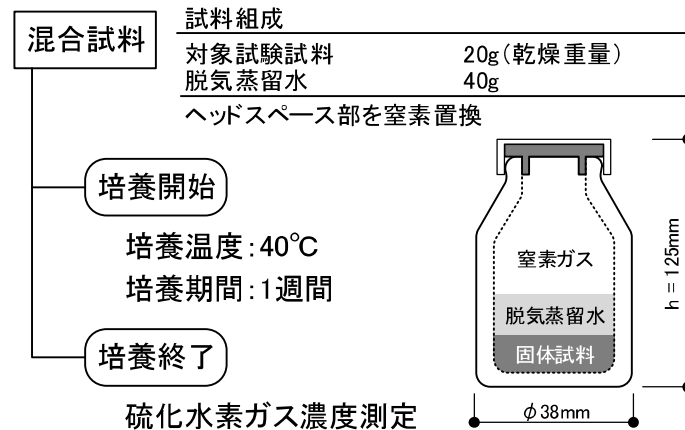 混合試料
試料組成
対象試験試料 20g(乾燥重量)
脱気蒸留水 40g
ヘッドスペース部を窒素置換
培養開始
培養温度:40℃
培養期間:1週間
培養終了
硫化水素ガス濃度測定
窒素ガス
脱気蒸留水
固体試料
h = 125mm
φ38mm